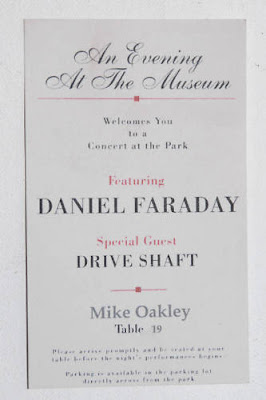 An Evening
At The Museum
Welcomes You
to a
Concert at the Park
Featuring
DANIEL FARADAY
Special Guest
DRIVE SHAFT
Mike Oakley
Table 19
Please arrive promptly and be seated at your
table before the night's performances begins.
Parking is available in the parking lot
directly across from the park.